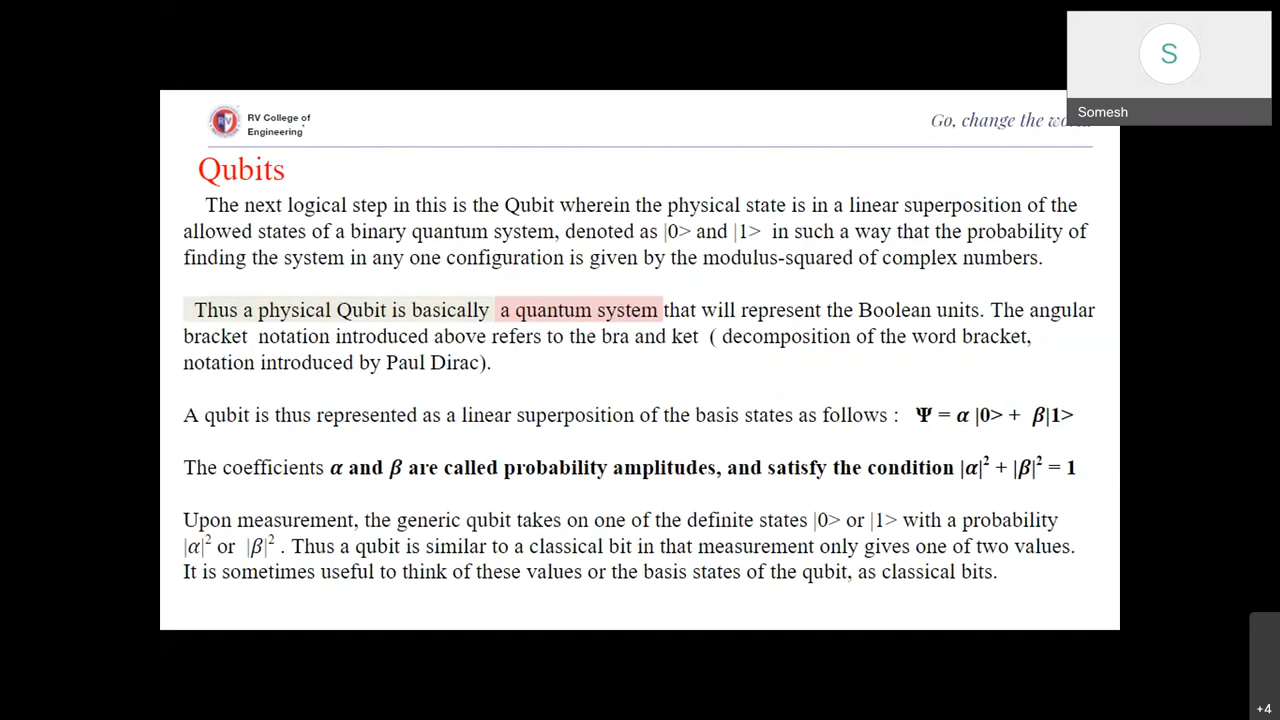 S
Somesh
RV College of
Engineering
Go, change the wo
Qubits
The next logical step in this is the Qubit wherein the physical state is in a linear superposition of the
allowed states of a binary quantum system, denoted as |0> and |1> in such a way that the probability of
finding the system in any one configuration is given by the modulus-squared of complex numbers.
Thus a physical Qubit is basically a quantum system that will represent the Boolean units. The angular
bracket notation introduced above refers to the bra and ket ( decomposition of the word bracket,
notation introduced by Paul Dirac).
A qubit is thus represented as a linear superposition of the basis states as follows : Ψ = α |0> + β|1>
The coefficients α and β are called probability amplitudes, and satisfy the condition |α|² + |β|² = 1
Upon measurement, the generic qubit takes on one of the definite states |0> or |1> with a probability
|α|² or |β|² . Thus a qubit is similar to a classical bit in that measurement only gives one of two values.
It is sometimes useful to think of these values or the basis states of the qubit, as classical bits.
+4